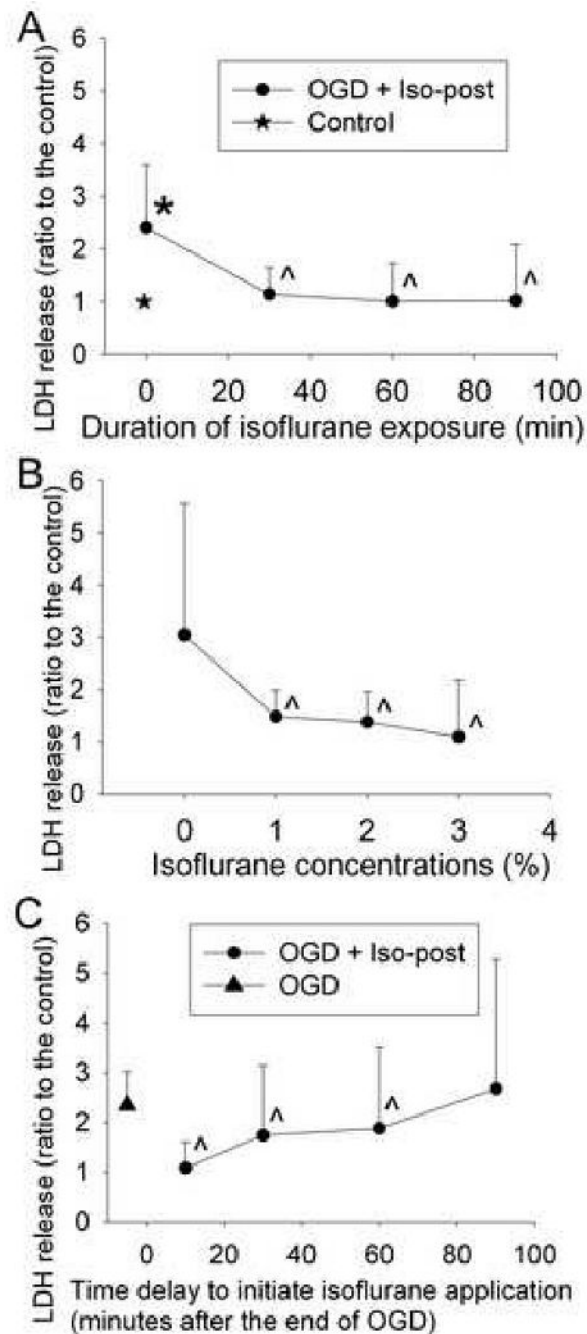 A
LDH release (ratio to the control)
6
5
4
3
2
1
0
OGD + Iso-post
★ Control
★
★
^
^
^
0 20 40 60 80 100
Duration of isoflurane exposure (min)
B
LDH release (ratio to the control)
6
5
4
3
2
1
0
^
^
^
0 1 2 3 4
Isoflurane concentrations (%)
C
LDH release (ratio to the control)
6
5
4
3
2
1
0
OGD + Iso-post
▲ OGD
^
^
^
0 20 40 60 80 100
Time delay to initiate isoflurane application
(minutes after the end of OGD)